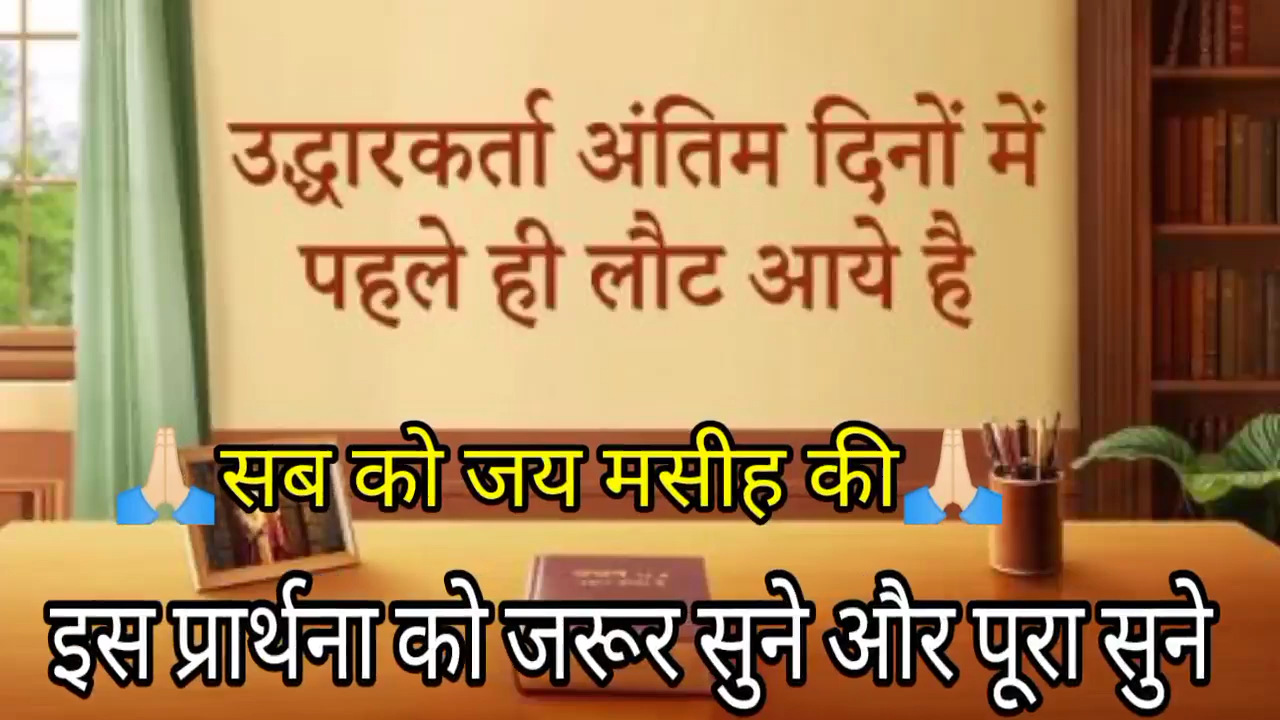 उद्धारकर्ता अंतिम दिनों में
पहले ही लौट आये है
सब को जय मसीह की
इस प्रार्थना को जरूर सुने और पूरा सुने